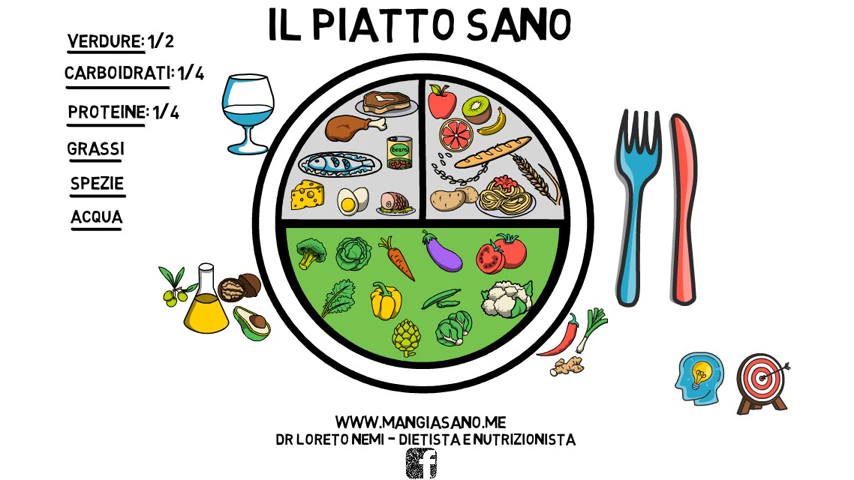 IL PIATTO SANO
VERDURE: 1/2
CARBOIDRATI: 1/4
PROTEINE: 1/4
GRASSI
SPEZIE
ACQUA
beans
WWW.MANGIASANO.ME
DR LORETO NEMI - DIETISTA E NUTRIZIONISTA
f